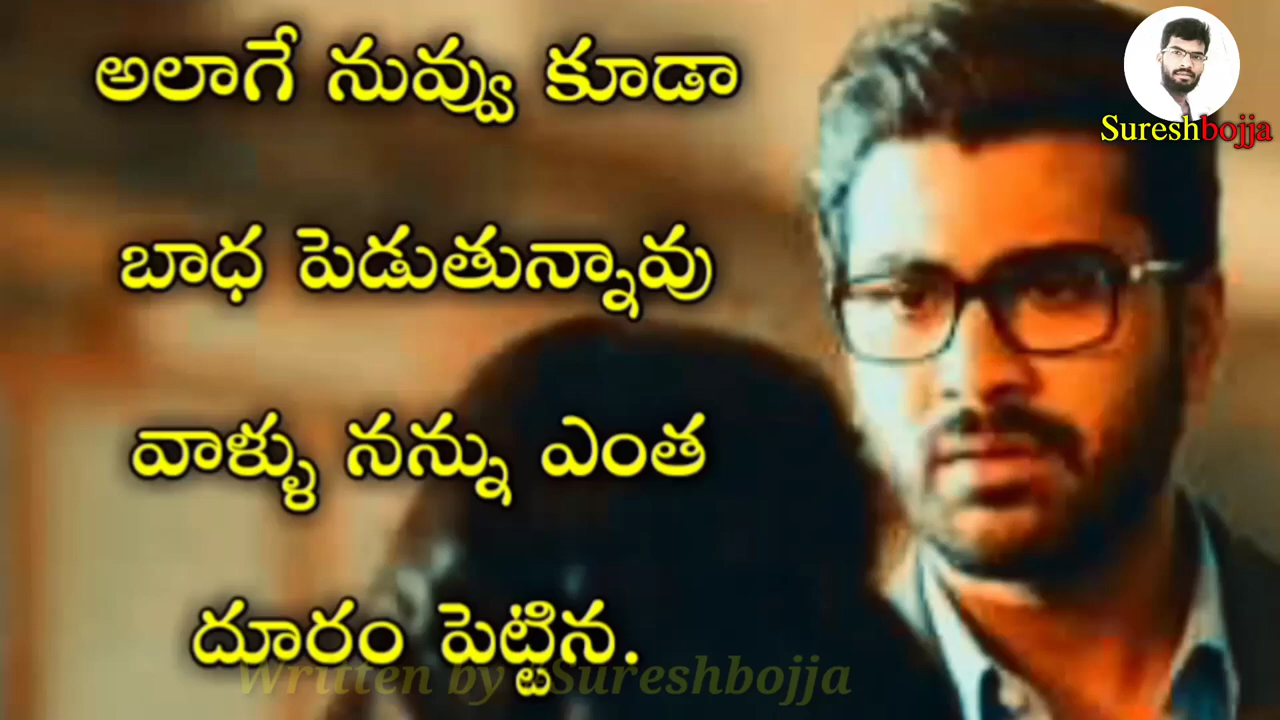 అలాగే నువ్వు కూడా
Sureshbojja
బాధ పెడుతున్నావు
వాళ్ళు నన్ను ఎంత
దూరం పెట్టిన.
Written by Sureshbojja